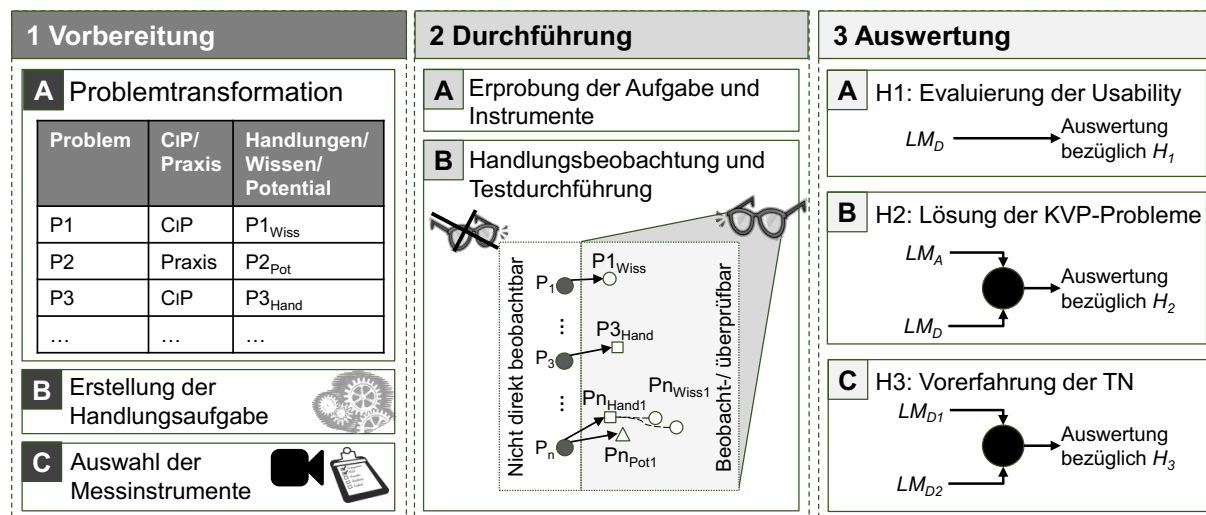 1 Vorbereitung
A Problemtransformation
Problem CIP/ Handlungen/
Praxis Wissen/
Potential
P1 CIP P1Wiss
P2 Praxis P2Pot
P3 CIP P3Hand
... ... ...
B Erstellung der
Handlungsaufgabe
C Auswahl der
Messinstrumente
2 Durchführung
A Erprobung der Aufgabe und
Instrumente
B Handlungsbeobachtung und
Testdurchführung
Nicht direkt beobachtbar
P1 P1Wiss
...
P3 P3Hand
...
Pn PnHand1 PnWiss1
PnPot1
Beobacht-/ überprüfbar
3 Auswertung
A H1: Evaluierung der Usability
LMD Auswertung
bezüglich H1
B H2: Lösung der KVP-Probleme
LMA
Auswertung
bezüglich H2
LMD
C H3: Vorerfahrung der TN
LMD1
Auswertung
bezüglich H3
LMD2